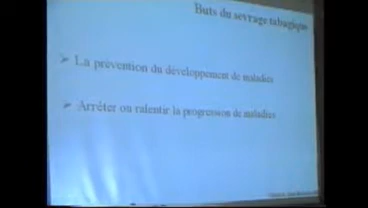 Buts du sevrage tabagique
➢ La prévention du développement de maladies
➢ Arrêter ou ralentir la progression de maladies